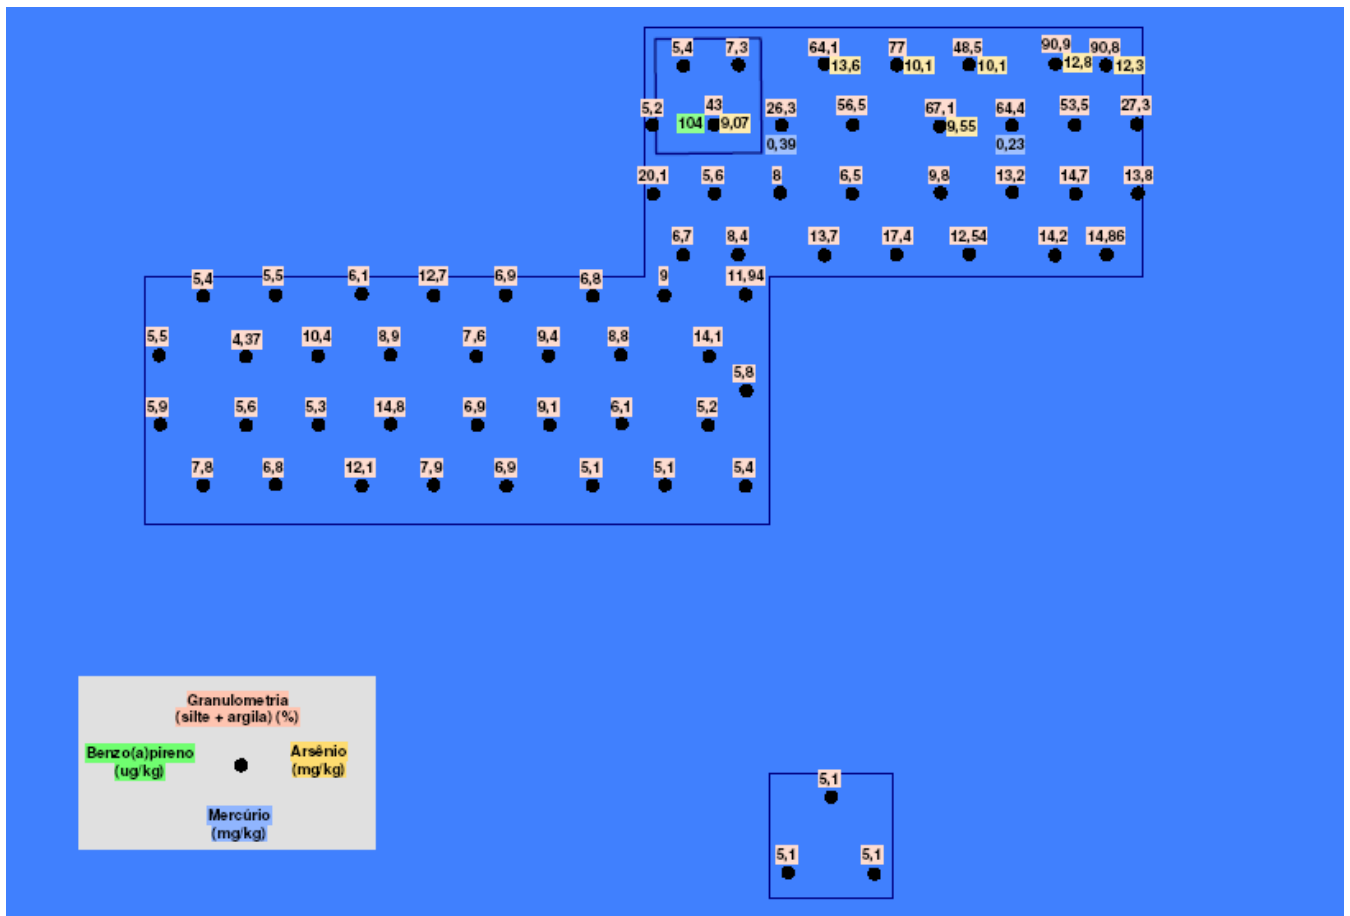 5,4 7,3 64,1 77 48,5 90,9 90,8
13,6 10,1 10,1 12,8 12,3
5,2 43 26,3 56,5 67,1 64,4 53,5 27,3
104 9,07 9,55
0,39 0,23
20,1 5,6 8 6,5 9,8 13,2 14,7 13,8
6,7 8,4 13,7 17,4 12,54 14,2 14,86
5,4 5,5 6,1 12,7 6,9 6,8 9 11,94
5,5 4,37 10,4 8,9 7,6 9,4 8,8 14,1
5,8
5,9 5,6 5,3 14,8 6,9 9,1 6,1 5,2
7,8 6,8 12,1 7,9 6,9 5,1 5,1 5,4
Granulometria
(silte + argila) (%)
Benzo(a)pireno
(ug/kg)
Arsênio
(mg/kg)
Mercúrio
(mg/kg)
5,1
5,1 5,1